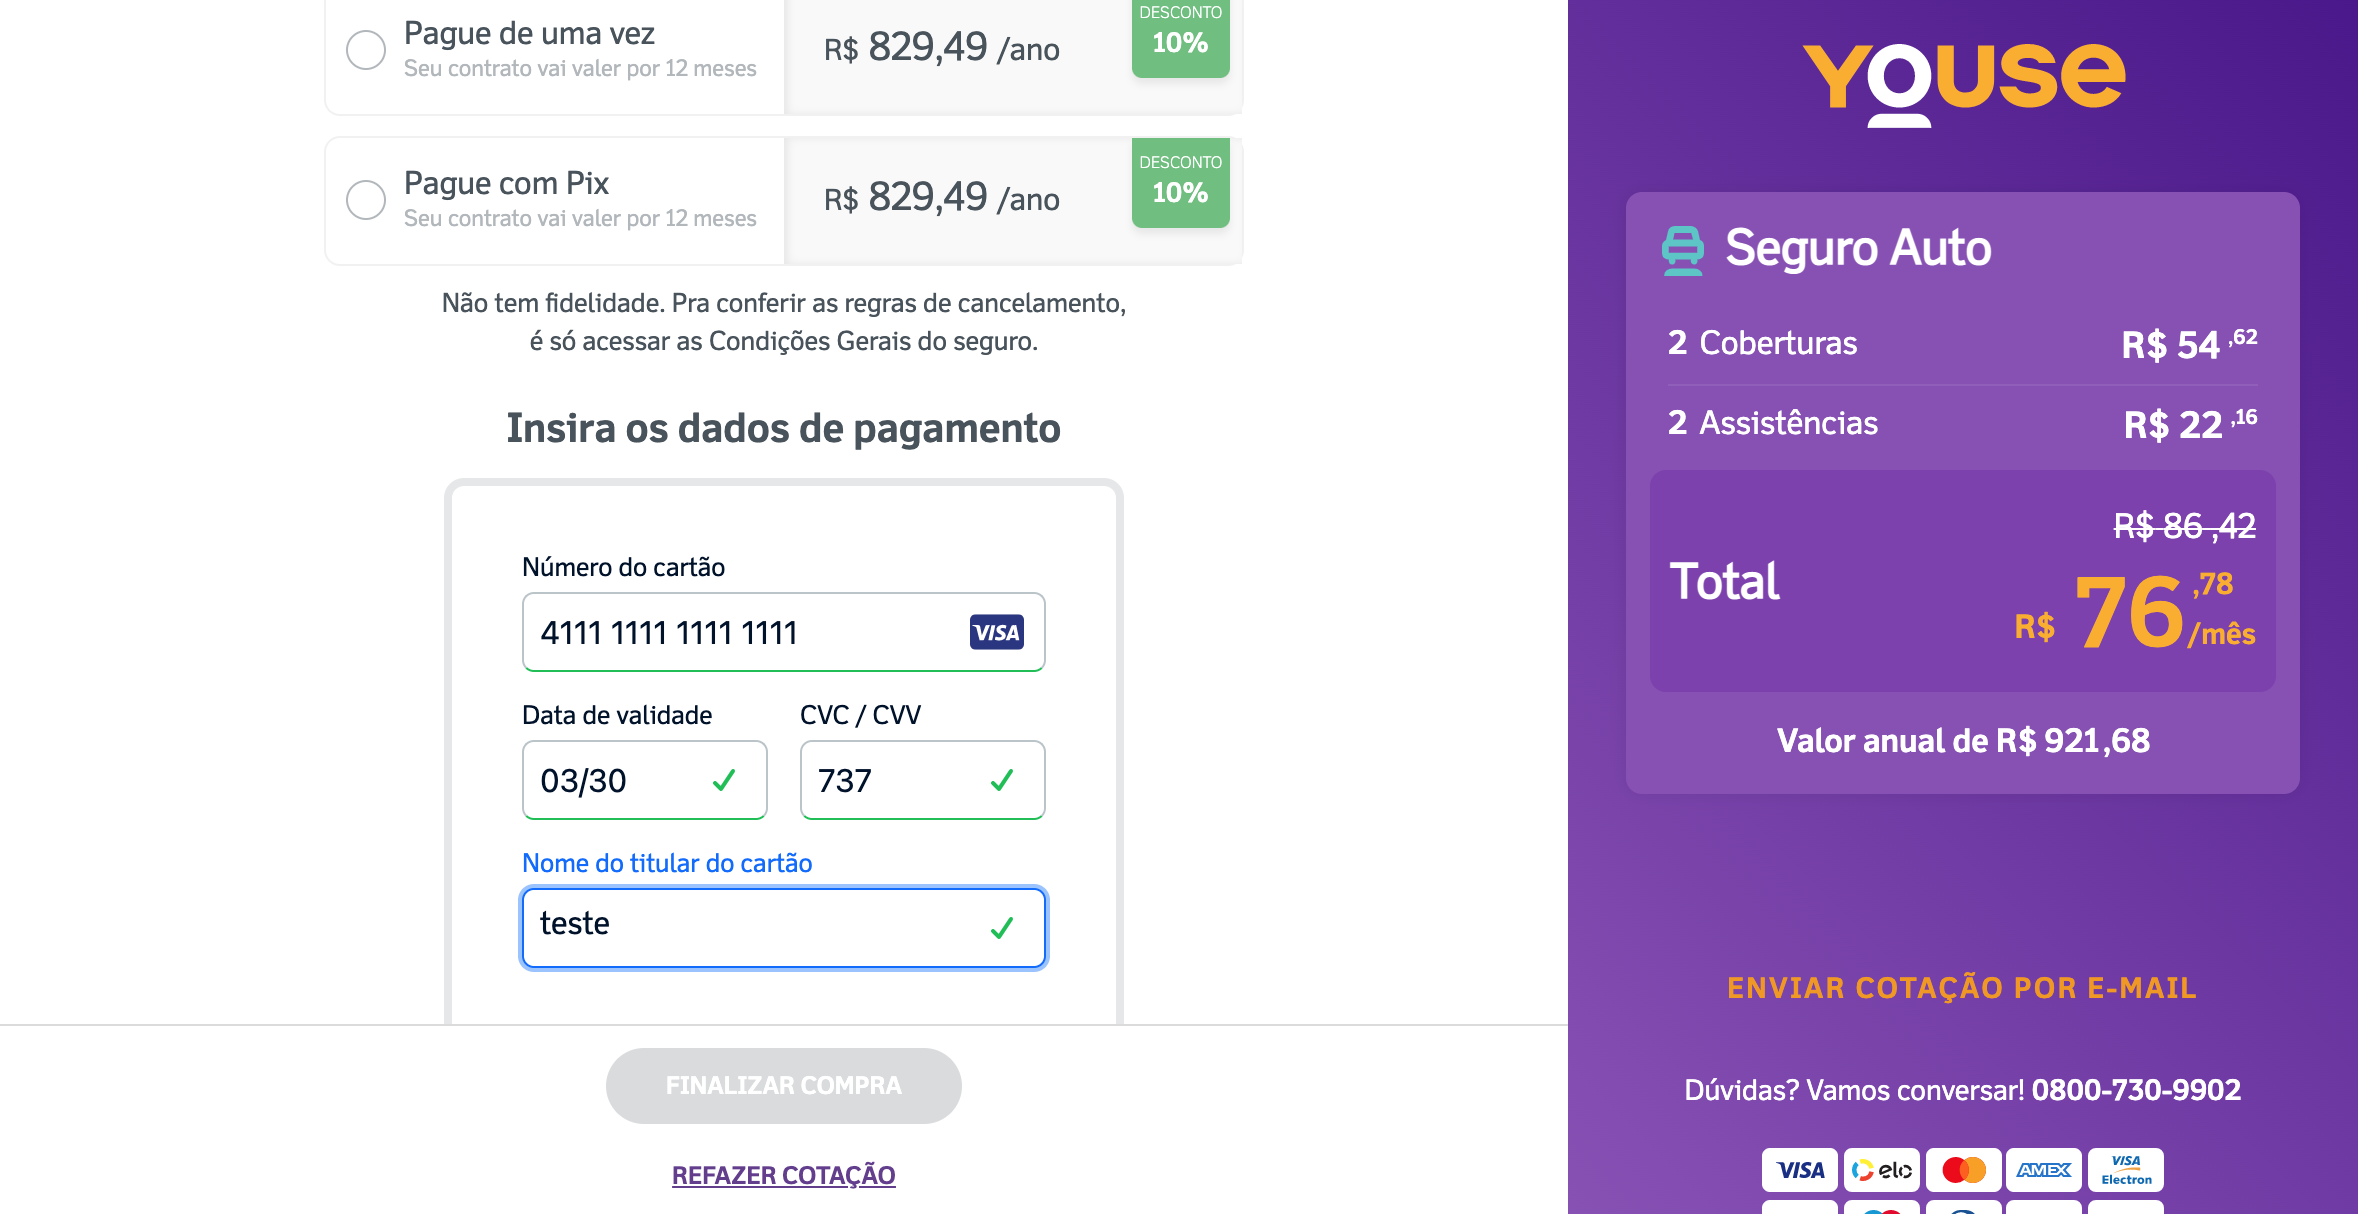 Pague de uma vez
Seu contrato vai valer por 12 meses
R$ 829,49 /ano
DESCONTO
10%
Pague com Pix
Seu contrato vai valer por 12 meses
R$ 829,49 /ano
DESCONTO
10%
Não tem fidelidade. Pra conferir as regras de cancelamento,
é só acessar as Condições Gerais do seguro.
Insira os dados de pagamento
Número do cartão
4111 1111 1111 1111
VISA
Data de validade
CVC / CVV
03/30
737
Nome do titular do cartão
teste
FINALIZAR COMPRA
REFAZER COTAÇÃO
YOUSE
Seguro Auto
2 Coberturas
R$ 54 ,62
2 Assistências
R$ 22 ,16
R$ 86 ,42
Total
R$ 76 ,78 /mês
Valor anual de R$ 921,68
ENVIAR COTAÇÃO POR E-MAIL
Dúvidas? Vamos conversar! 0800-730-9902
VISA
elo
AMEX
VISA
Electron